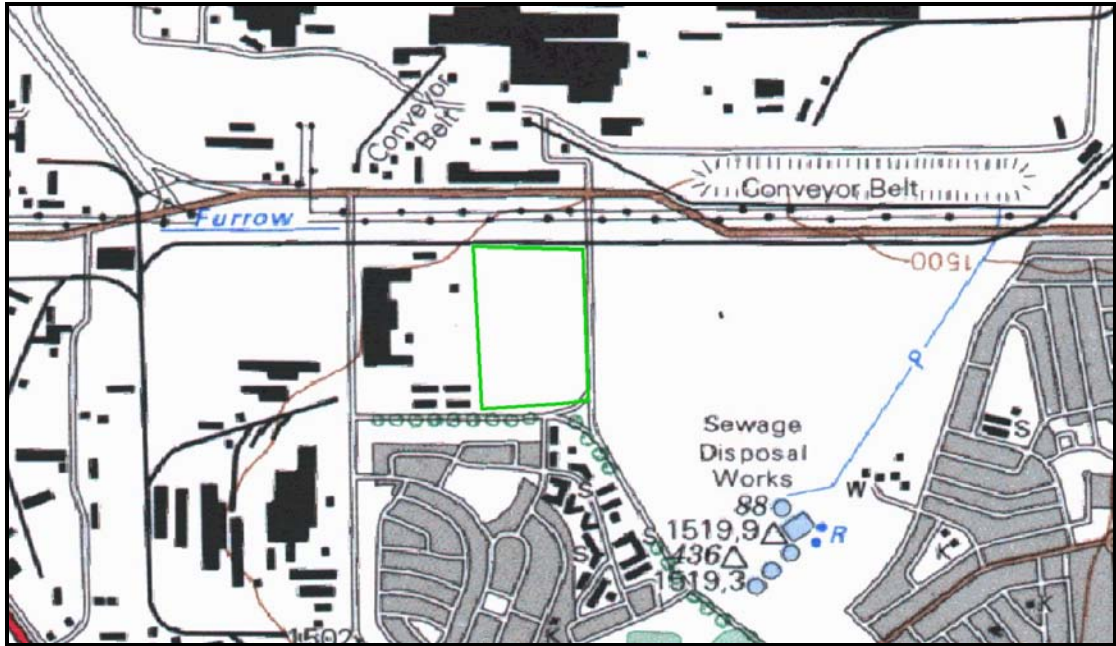 Conveyor
Belt
Conveyor Belt
Furrow
1500
P
Sewage
Disposal
Works
88
1519,9
436
1519,3
R
W
S
S
S
S
K
K
K
1502